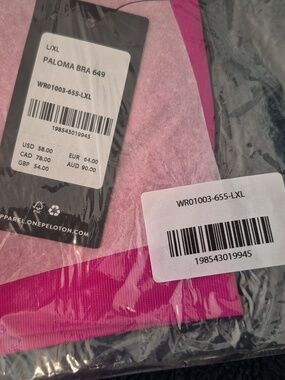 L/XL
PALOMA BRA 649
WR01003-655-LXL
198543019945
USD 58.00 EUR 64.00
CAD 78.00 AUD 90.00
GBP 54.00
APPAREL.ONEPELOTON.COM
WR01003-655-LXL
198543019945